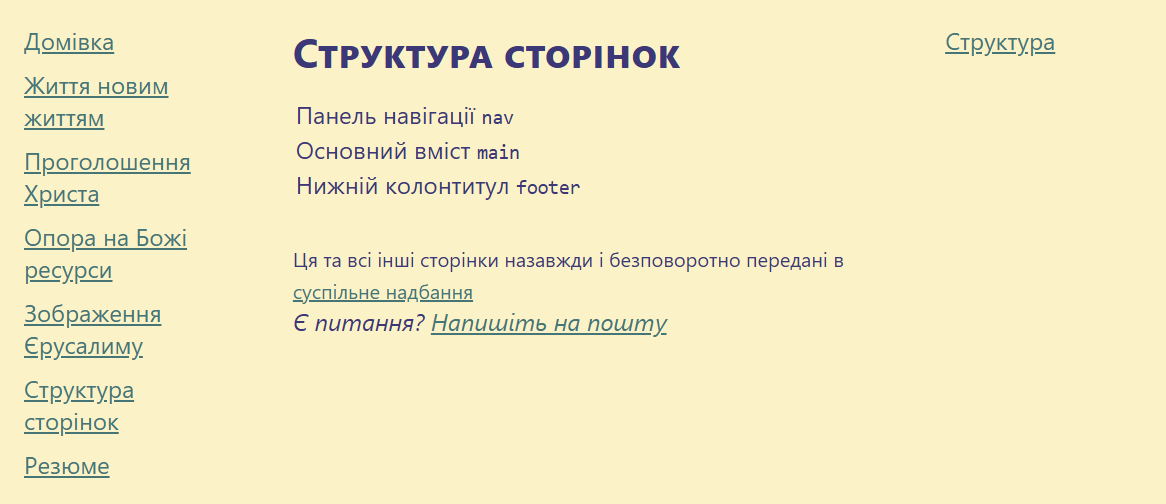 Домівка
Життя новим
життям
Проголошення
Христа
Опора на Божі
ресурси
Зображення
Єрусалиму
Структура
сторінок
Резюме
Структура сторінок
Панель навігації nav
Основний вміст main
Нижній колонтитул footer
Ця та всі інші сторінки назавжди і безповоротно передані в
суспільне надбання
Є питання? Напишіть на пошту
Структура